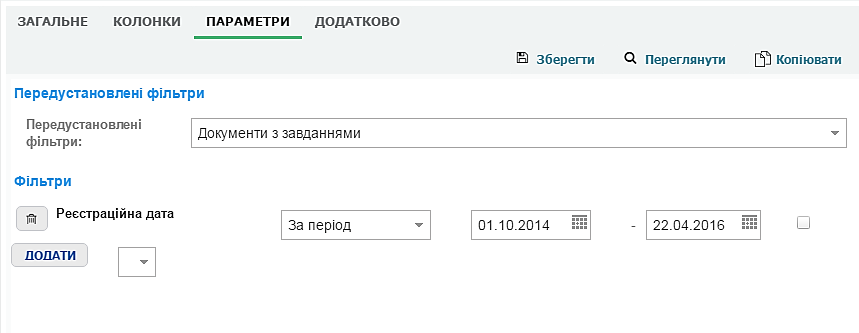 ЗАГАЛЬНЕ КОЛОНКИ ПАРАМЕТРИ ДОДАТКОВО
Зберегти Переглянути Копіювати
Передустановлені фільтри
Передустановлені
фільтри:
Документи з завданнями
Фільтри
Реєстраційна дата За період 01.10.2014 - 22.04.2016
ДОДАТИ